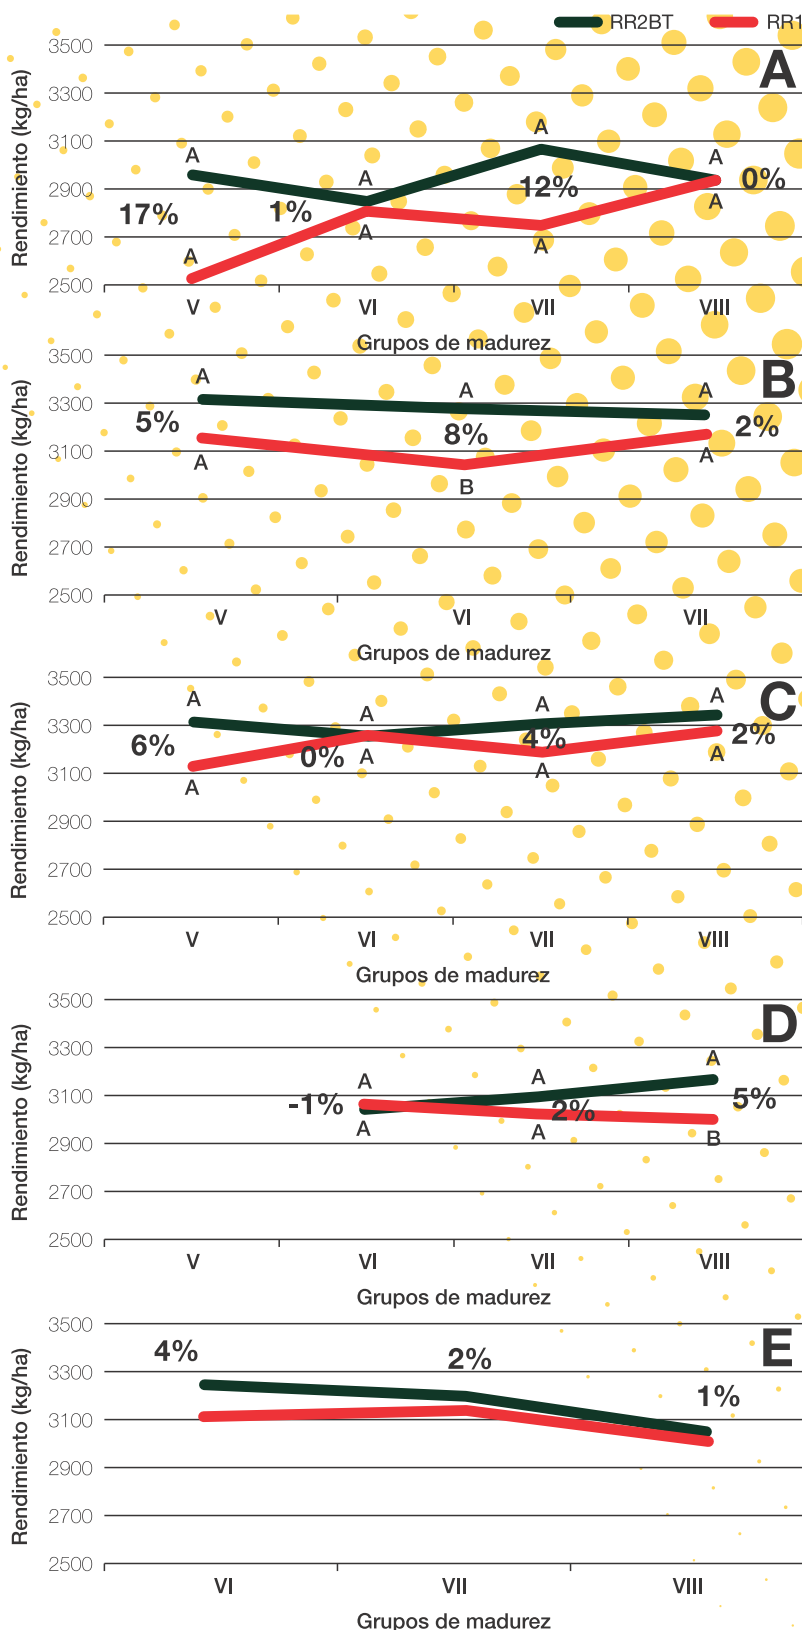 RR2BT RR1
A
Rendimiento (kg/ha)
3500
3300
3100
2900
2700
2500
A A A A
17% 1% 12% 0%
A A A A
V VI VII VIII
Grupos de madurez
B
Rendimiento (kg/ha)
3500
3300
3100
2900
2700
2500
A A A
5% 8% 2%
A B A
V VI VII
Grupos de madurez
C
Rendimiento (kg/ha)
3500
3300
3100
2900
2700
2500
A A A A
6% 0% 4% 2%
A A A A
V VI VII VIII
Grupos de madurez
D
Rendimiento (kg/ha)
3500
3300
3100
2900
2700
2500
A A A
-1% 2% 5%
A A B
V VI VII VIII
Grupos de madurez
E
Rendimiento (kg/ha)
3500
3300
3100
2900
2700
2500
4% 2% 1%
VI VII VIII
Grupos de madurez